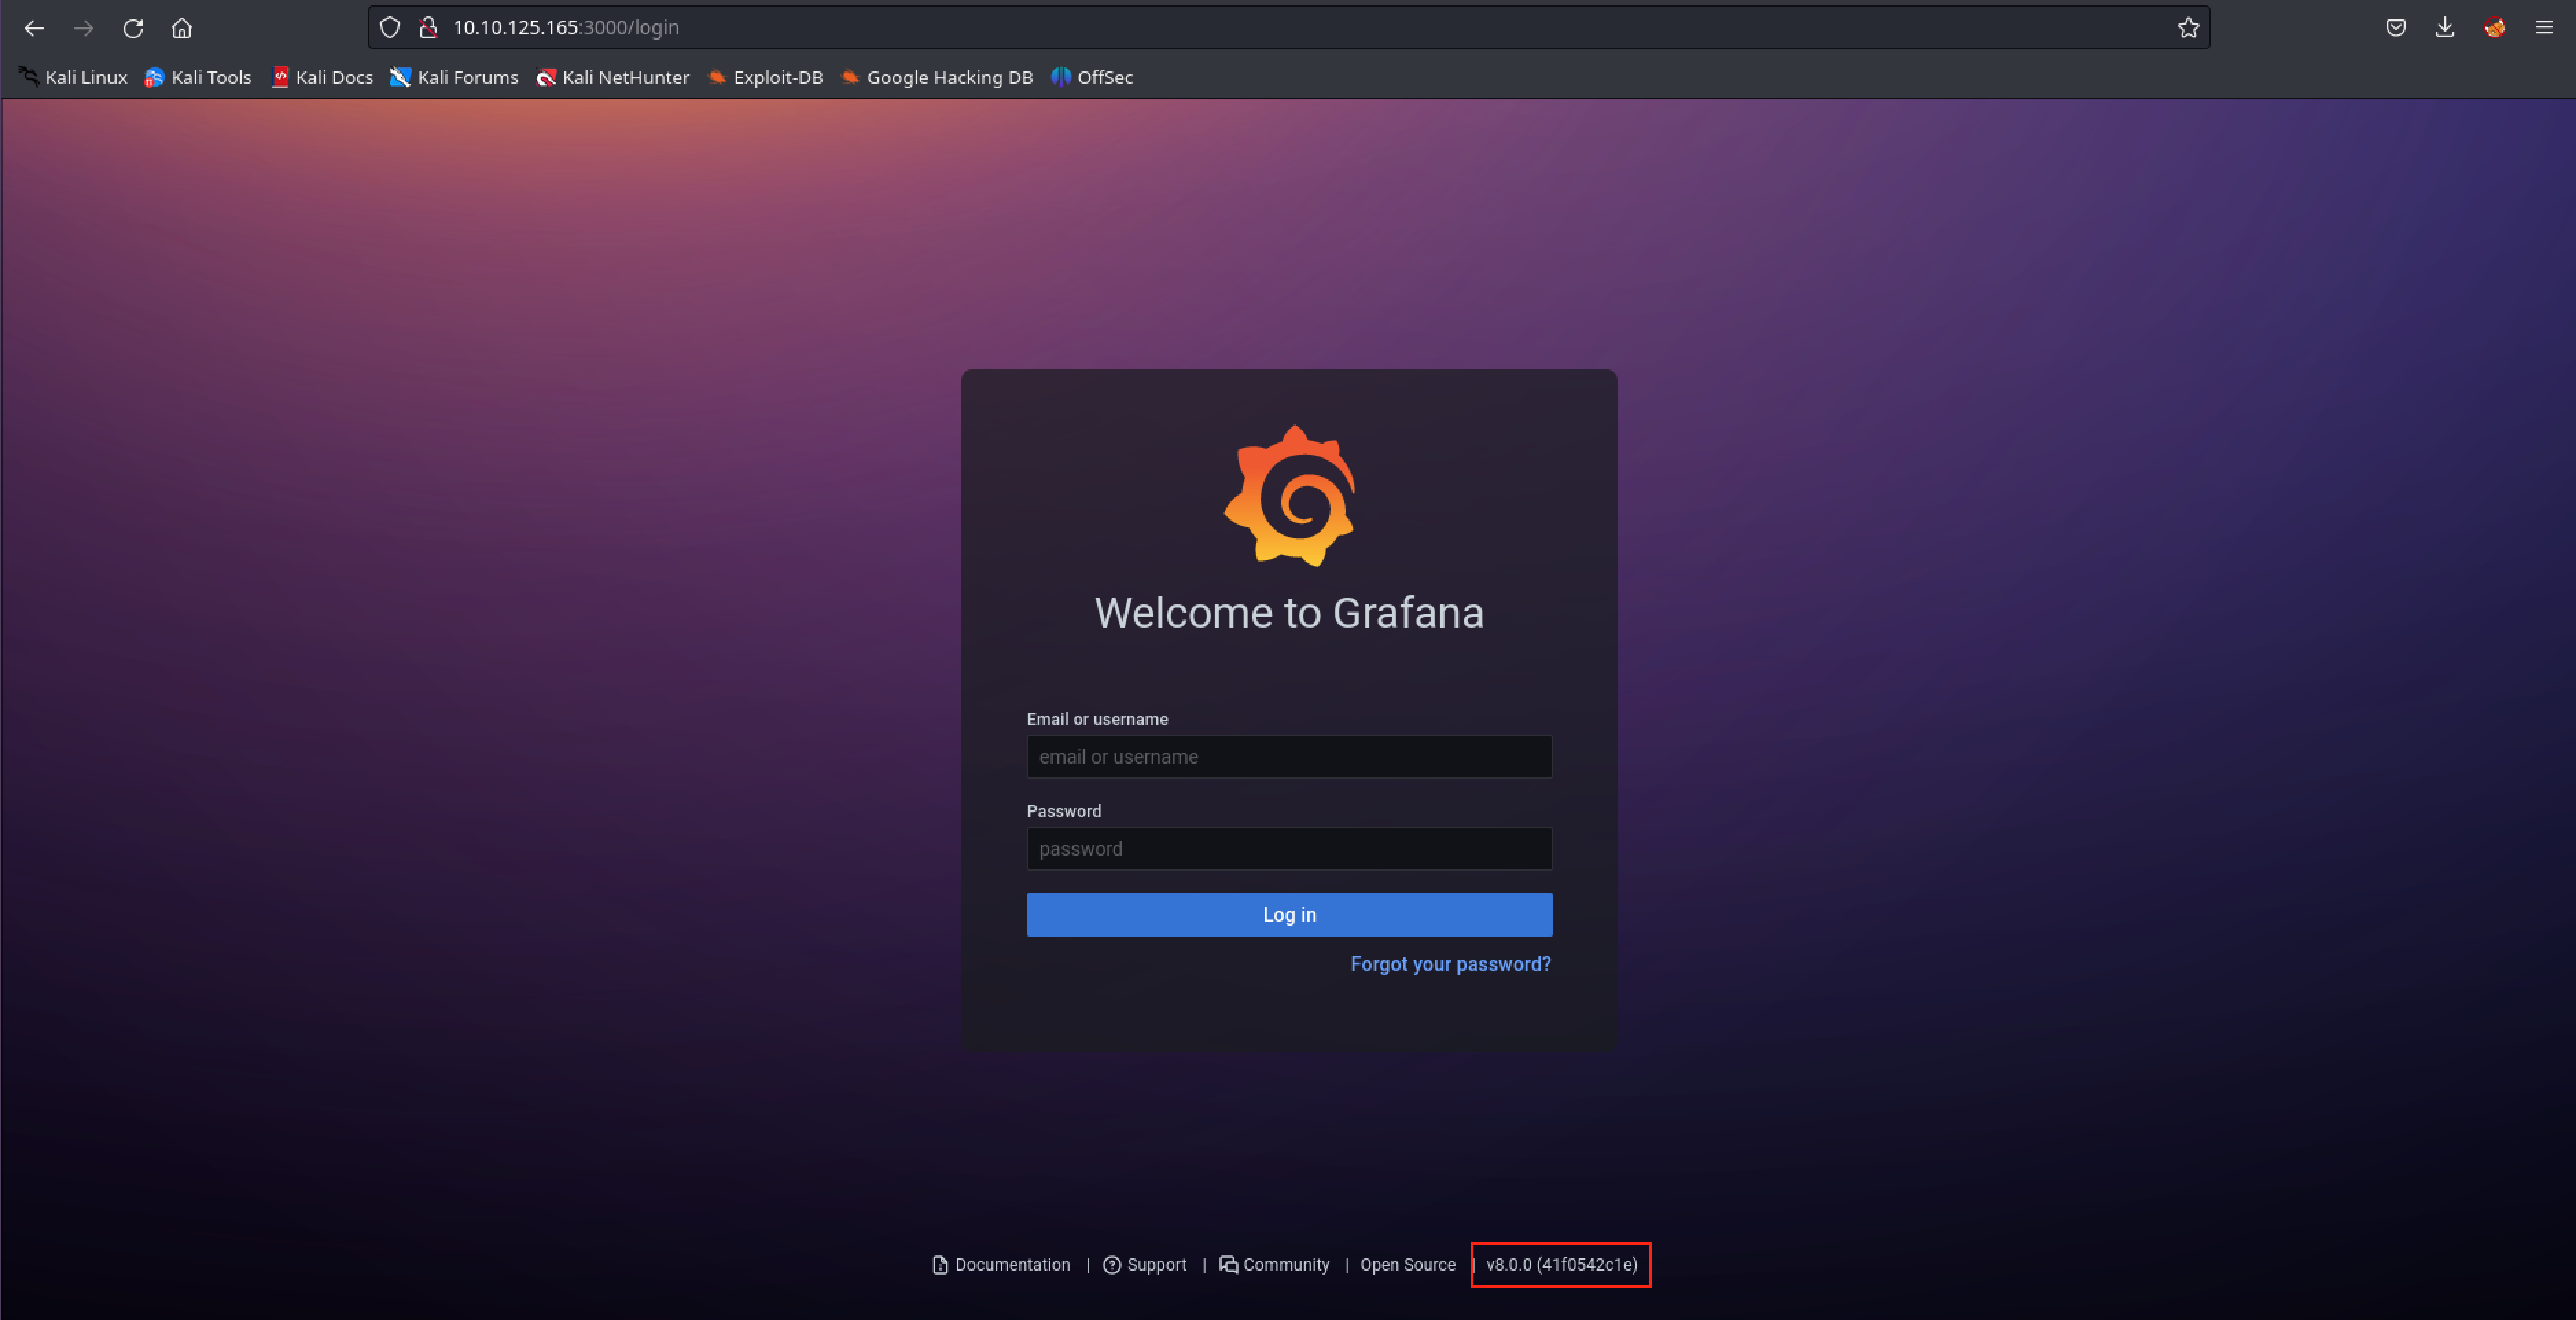 10.10.125.165:3000/login
Kali Linux Kali Tools Kali Docs Kali Forums Kali NetHunter Exploit-DB Google Hacking DB OffSec
Welcome to Grafana
Email or username
email or username
Password
password
Log in
Forgot your password?
Documentation | Support | Community | Open Source | v8.0.0 (41f0542c1e)